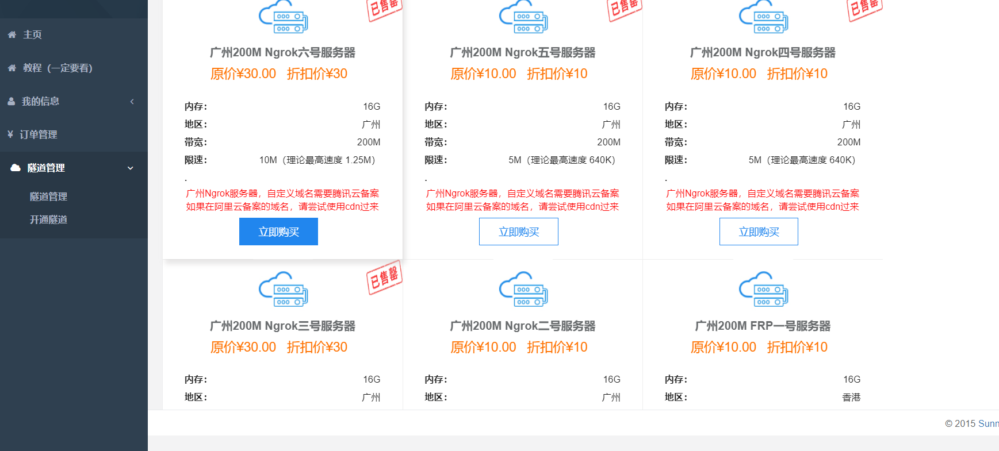 主页
教程（一定要看)
我的信息
¥ 订单管理
隧道管理
隧道管理
开通隧道
已售罄
广州200M Ngrok六号服务器
原价¥30.00 折扣价¥30
内存： 16G
地区： 广州
带宽： 200M
限速： 10M（理论最高速度 1.25M）
.
广州Ngrok服务器，自定义域名需要腾讯云备案
如果在阿里云备案的域名，请尝试使用cdn过来
立即购买
已售罄
广州200M Ngrok五号服务器
原价¥10.00 折扣价¥10
内存： 16G
地区： 广州
带宽： 200M
限速： 5M（理论最高速度 640K）
.
广州Ngrok服务器，自定义域名需要腾讯云备案
如果在阿里云备案的域名，请尝试使用cdn过来
立即购买
已售罄
广州200M Ngrok四号服务器
原价¥10.00 折扣价¥10
内存： 16G
地区： 广州
带宽： 200M
限速： 5M（理论最高速度 640K）
.
广州Ngrok服务器，自定义域名需要腾讯云备案
如果在阿里云备案的域名，请尝试使用cdn过来
立即购买
已售罄
广州200M Ngrok三号服务器
原价¥30.00 折扣价¥30
内存： 16G
地区： 广州
广州200M Ngrok二号服务器
原价¥10.00 折扣价¥10
内存： 16G
地区： 广州
广州200M FRP一号服务器
原价¥10.00 折扣价¥10
内存： 16G
地区： 香港
© 2015 Sunn